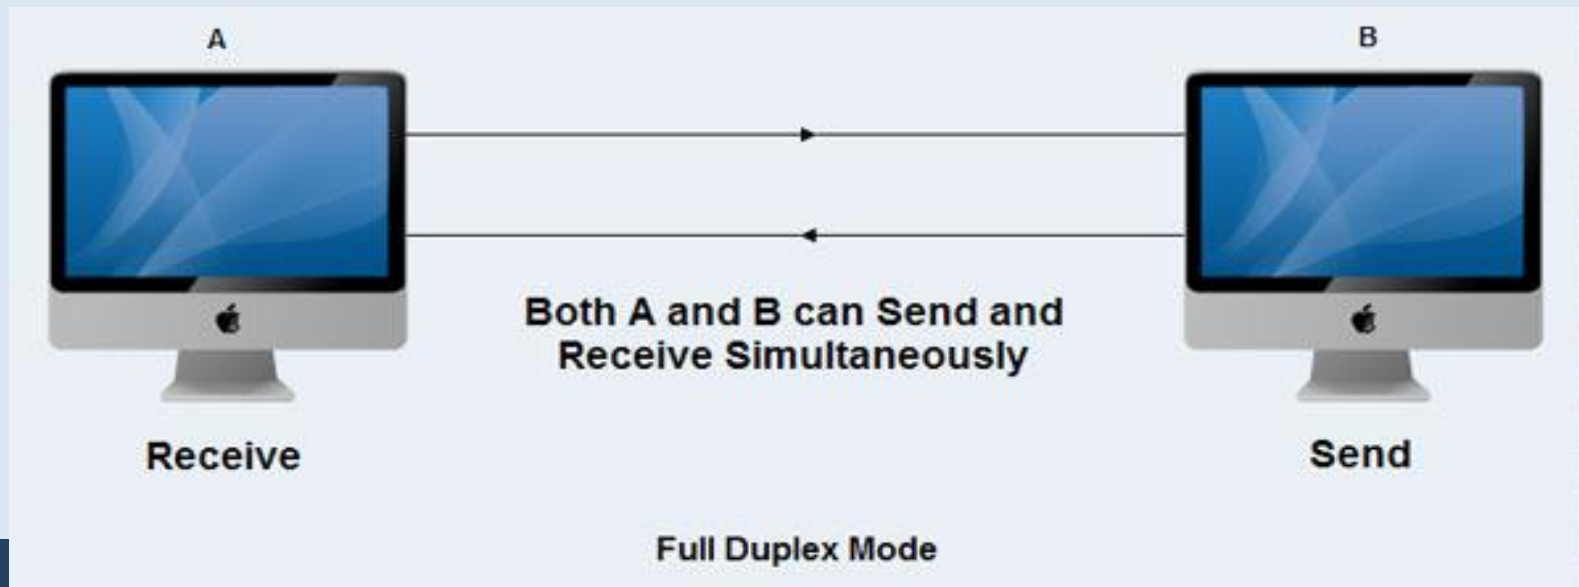 A
B
Both A and B can Send and
Receive Simultaneously
Receive
Send
Full Duplex Mode